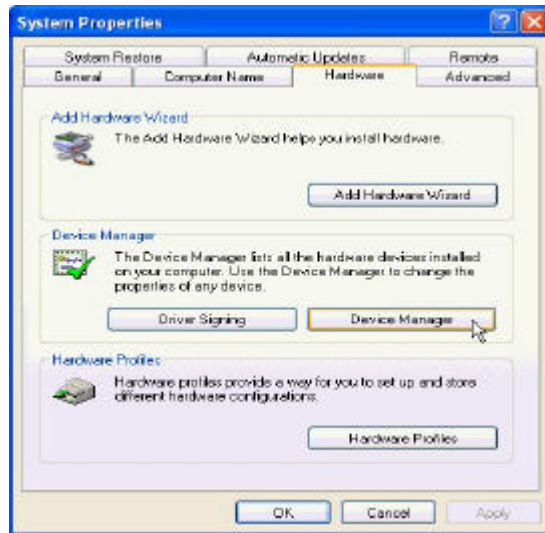 System Properties
System Restore Automatic Updates Remote
General Computer Name Hardware Advanced
Add Hardware Wizard
The Add Hardware Wizard helps you install hardware.
Add Hardware Wizard
Device Manager
The Device Manager lists all the hardware devices installed
on your computer. Use the Device Manager to change the
properties of any device.
Driver Signing Device Manager
Hardware Profiles
Hardware profiles provide a way for you to set up and store
different hardware configurations.
Hardware Profiles
OK Cancel Apply